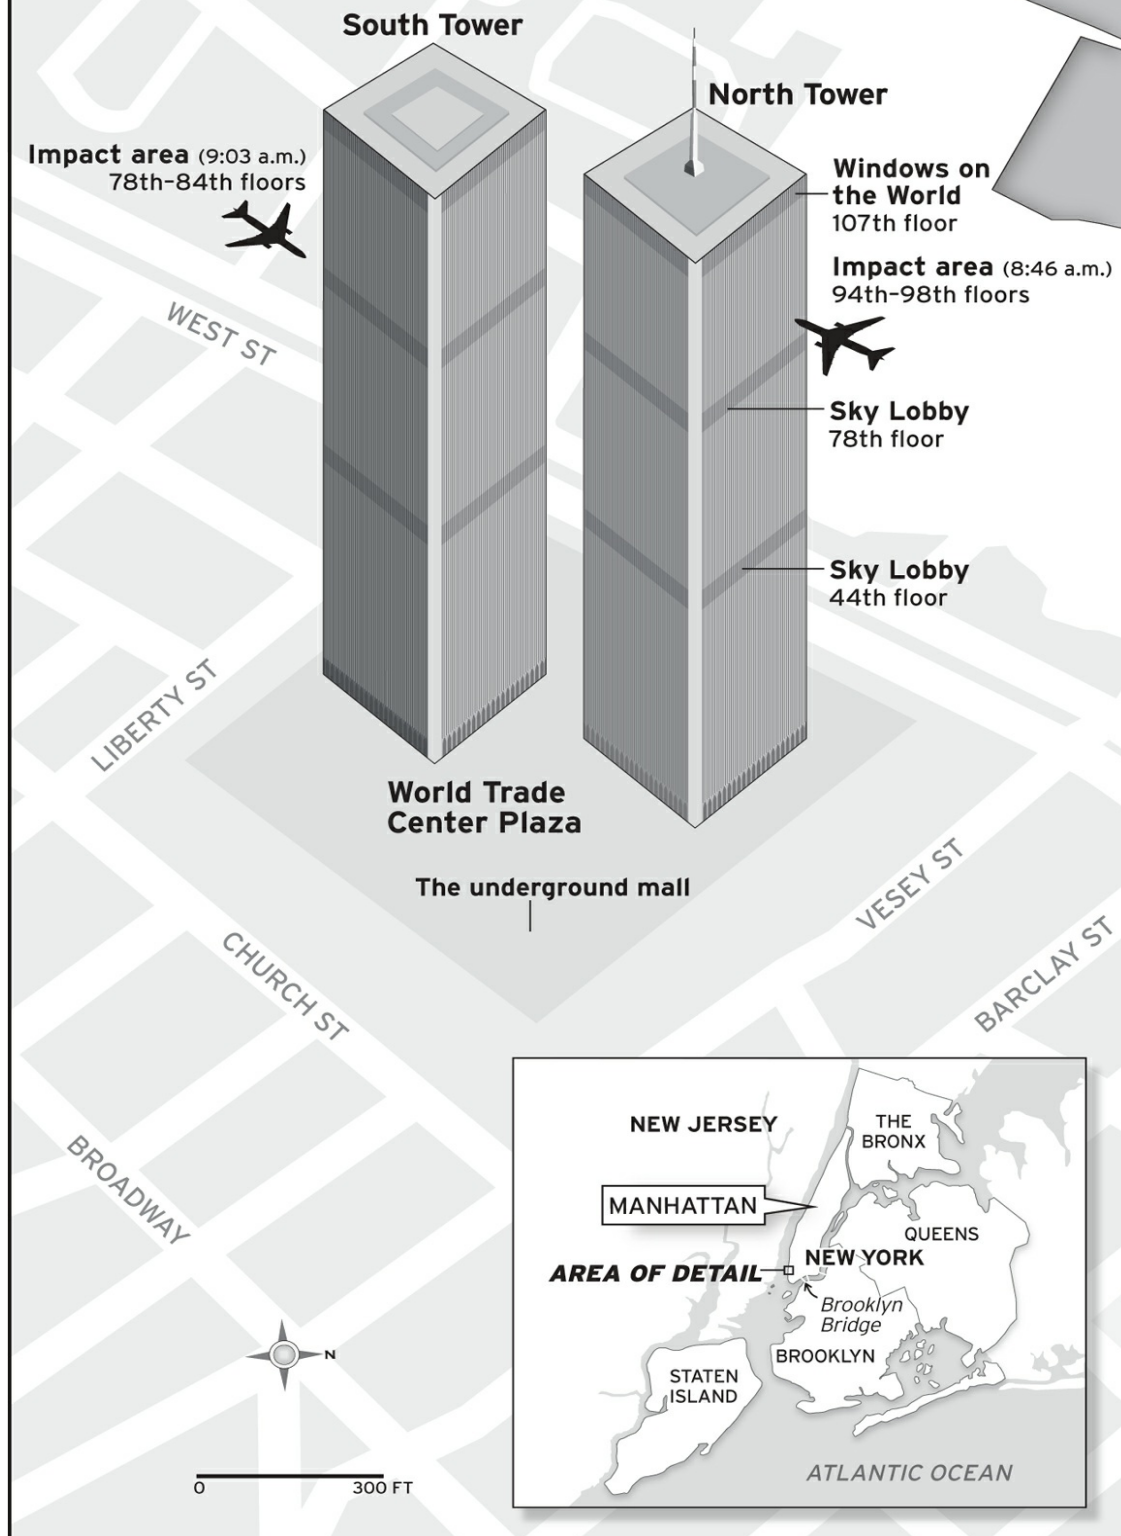 South Tower
North Tower
Impact area (9:03 a.m.)
78th–84th floors
Windows on
the World
107th floor
Impact area (8:46 a.m.)
94th–98th floors
WEST ST
Sky Lobby
78th floor
Sky Lobby
44th floor
LIBERTY ST
World Trade
Center Plaza
The underground mall
VESEY ST
CHURCH ST
BARCLAY ST
BROADWAY
NEW JERSEY
THE
BRONX
MANHATTAN
QUEENS
NEW YORK
AREA OF DETAIL
Brooklyn
Bridge
BROOKLYN
STATEN
ISLAND
ATLANTIC OCEAN
N
0 300 FT